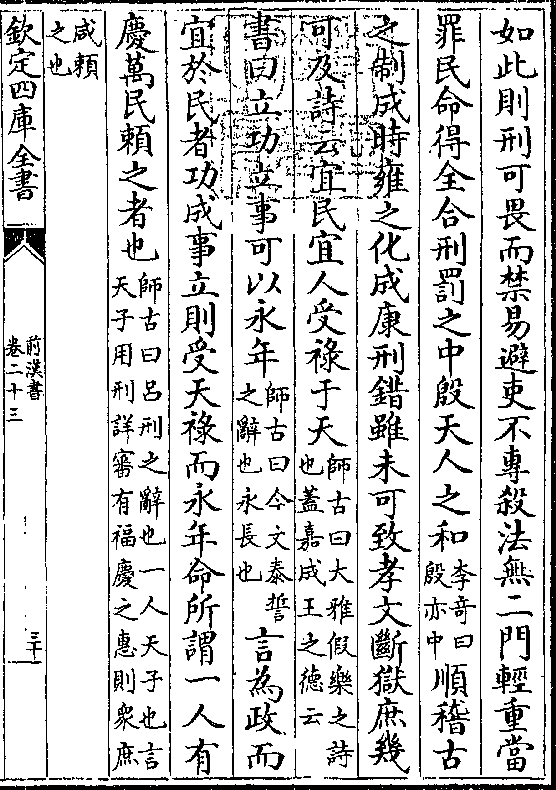 如此則刑可畏而禁易避吏不專殺法無二門輕重當
罪民命得全合刑罰之中殷天人之和李竒曰殷亦中順稽古
之制成時雍之化成康刑錯雖未可致孝文斷獄庶幾
可及詩云宜民宜人受祿于天師古曰大雅假樂之詩也蓋嘉成王之德云
書曰立功立事可以永年師古曰今文泰誓之辭也永長也言為政而
宜於民者功成事立則受天祿而永年命所謂一人有
慶萬民賴之者也師古曰吕刑之辭也一人天子也言天子用刑詳審有福慶之惠則衆庶
咸賴之也
欽定四庫全書
前漢書
卷二十三
三十